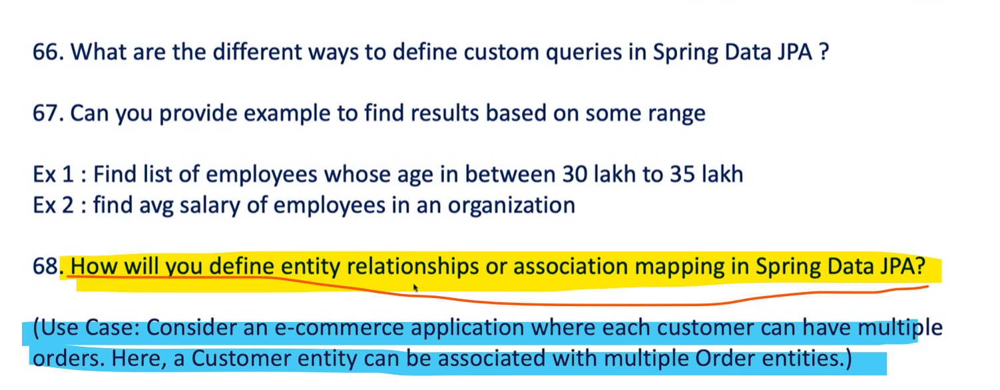 66. What are the different ways to define custom queries in Spring Data JPA ?
67. Can you provide example to find results based on some range
Ex 1 : Find list of employees whose age in between 30 lakh to 35 lakh
Ex 2 : find avg salary of employees in an organization
68. How will you define entity relationships or association mapping in Spring Data JPA?
(Use Case: Consider an e-commerce application where each customer can have multiple
orders. Here, a Customer entity can be associated with multiple Order entities.)